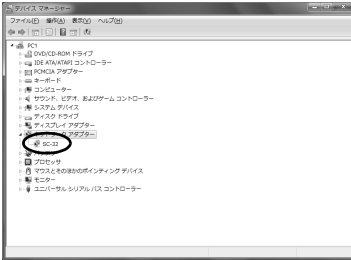 デバイス マネージャー
ファイル(F) 操作(A) 表示(V) ヘルプ(H)
PC1
DVD/CD-ROM ドライブ
IDE ATA/ATAPI コントローラー
PCMCIA アダプター
キーボード
コンピューター
サウンド、ビデオ、およびゲーム コントローラー
システム デバイス
ディスク ドライブ
ディスプレイ アダプター
アダプター
SC-32
プロセッサ
マウスとそのほかのポインティング デバイス
モニター
ユニバーサル シリアル バス コントローラー